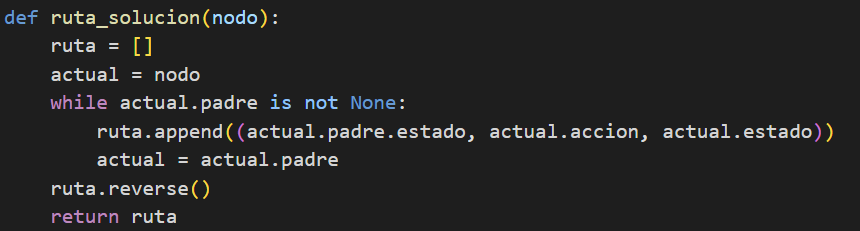 def ruta_solucion(nodo):
    ruta = []
    actual = nodo
    while actual.padre is not None:
        ruta.append((actual.padre.estado, actual.accion, actual.estado))
        actual = actual.padre
    ruta.reverse()
    return ruta